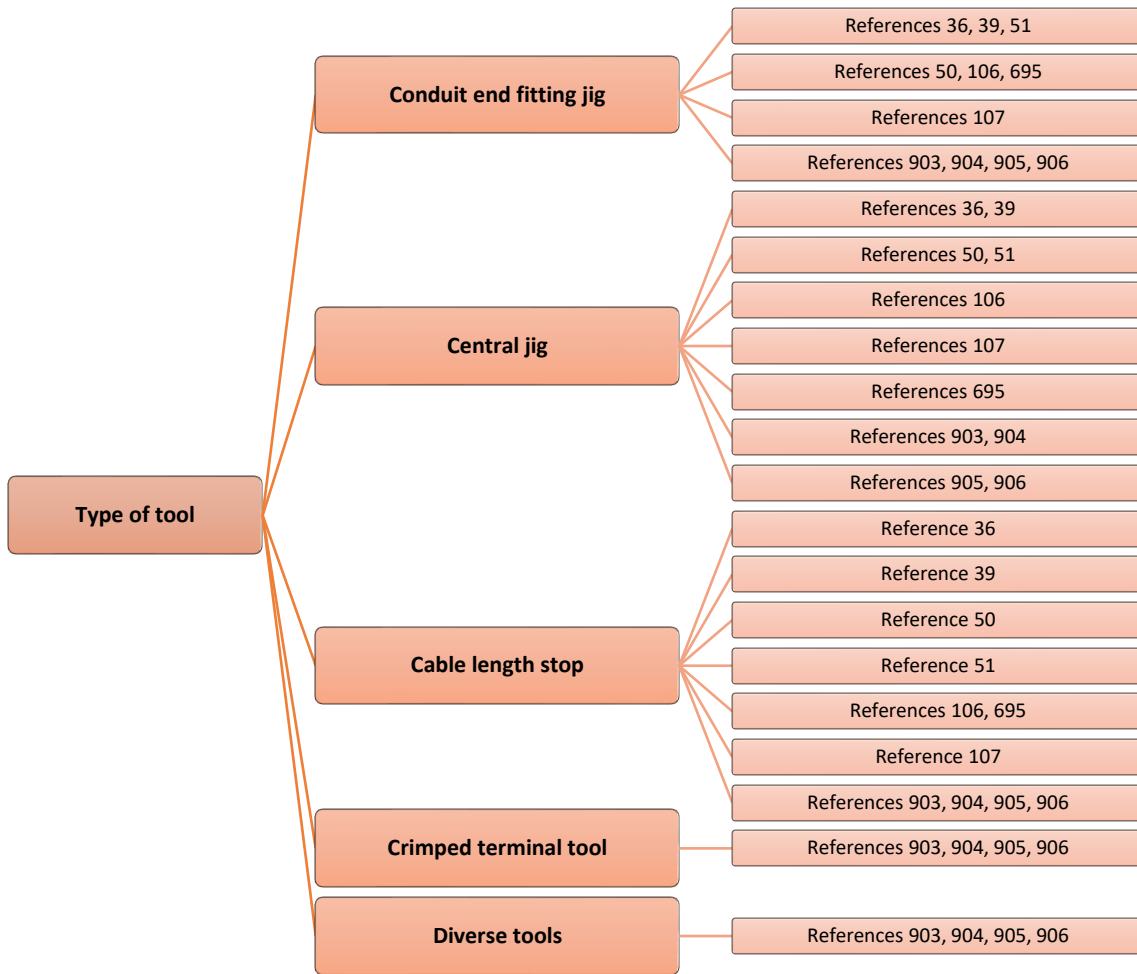 Type of tool
Conduit end fitting jig
References 36, 39, 51
References 50, 106, 695
References 107
References 903, 904, 905, 906
Central jig
References 36, 39
References 50, 51
References 106
References 107
References 695
References 903, 904
References 905, 906
Cable length stop
Reference 36
Reference 39
Reference 50
Reference 51
References 106, 695
Reference 107
References 903, 904, 905, 906
Crimped terminal tool
References 903, 904, 905, 906
Diverse tools
References 903, 904, 905, 906